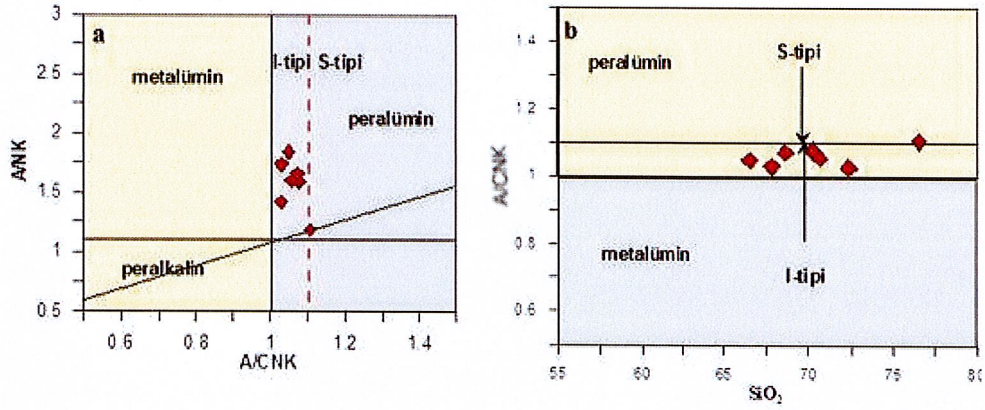 a
3
2.5
2
1.5
1
0.5
A/NK
metalümin
I-tipi S-tipi
peralümin
peralkalin
0.6 0.8 1 1.2 1.4
A/CNK
b
1.4
1.2
1
0.8
0.6
A/CNK
peralümin
S-tipi
metalümin
I-tipi
55 60 65 70 75 80
SiO₂